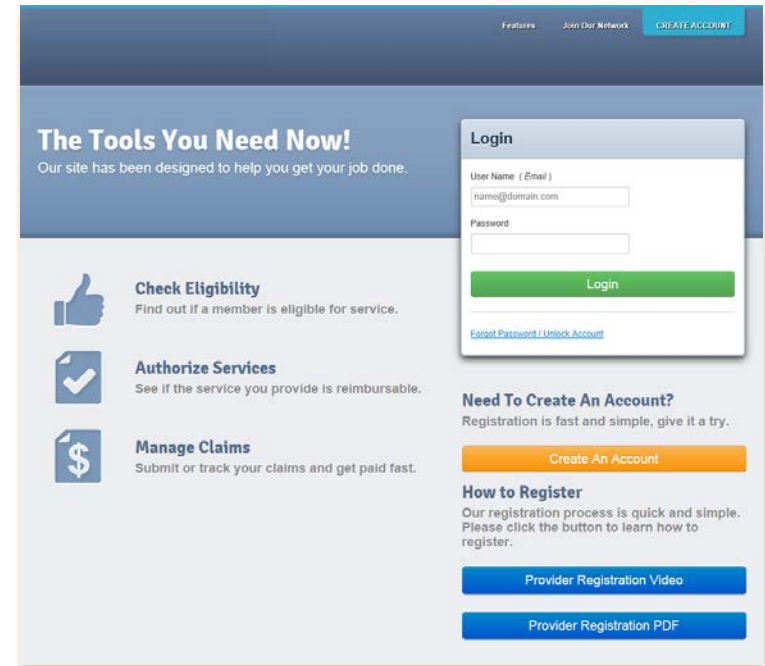 Features Join Our Network CREATE ACCOUNT
The Tools You Need Now!
Our site has been designed to help you get your job done.
Login
User Name ( Email )
name@domain.com
Password
Login
Forgot Password / Unlock Account
Check Eligibility
Find out if a member is eligible for service.
Authorize Services
See if the service you provide is reimbursable.
$
Manage Claims
Submit or track your claims and get paid fast.
Need To Create An Account?
Registration is fast and simple, give it a try.
Create An Account
How to Register
Our registration process is quick and simple.
Please click the button to learn how to
register.
Provider Registration Video
Provider Registration PDF